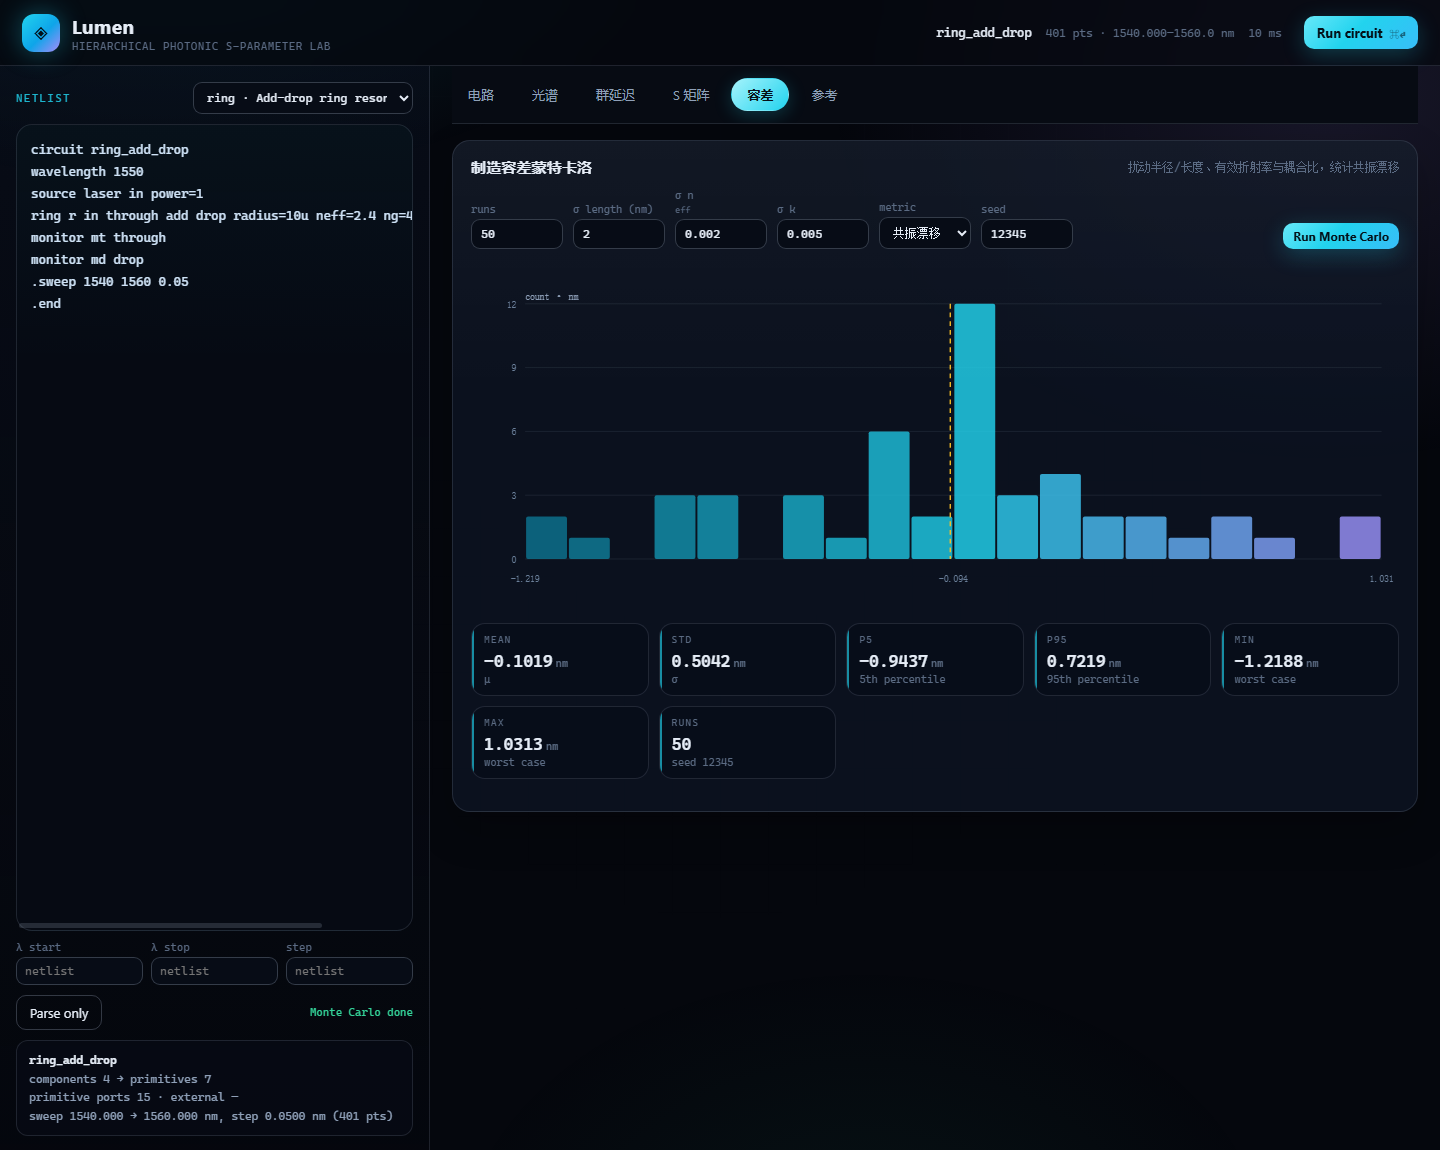 Lumen
HIERARCHICAL PHOTONIC S-PARAMETER LAB
ring_add_drop 401 pts · 1540.000–1560.0 nm 10 ms
Run circuit ⌘↵
NETLIST
ring · Add-drop ring resor
circuit ring_add_drop
wavelength 1550
source laser in power=1
ring r in through add drop radius=10u neff=2.4 ng=4
monitor mt through
monitor md drop
.sweep 1540 1560 0.05
.end
λ start λ stop step
netlist netlist netlist
Parse only
Monte Carlo done
ring_add_drop
components 4 → primitives 7
primitive ports 15 · external —
sweep 1540.000 → 1560.000 nm, step 0.0500 nm (401 pts)
电路 光谱 群延迟 S 矩阵 容差 参考
制造容差蒙特卡洛
扰动半径/长度、有效折射率与耦合比，统计共振漂移
runs
50
σ length (nm)
2
σ n
eff
0.002
σ k
0.005
metric
共振漂移
seed
12345
Run Monte Carlo
count · nm
12
9
6
3
0
−1.219 −0.094 1.031
MEAN
−0.1019 nm
μ
STD
0.5042 nm
σ
P5
−0.9437 nm
5th percentile
P95
0.7219 nm
95th percentile
MIN
−1.2188 nm
worst case
MAX
1.0313 nm
worst case
RUNS
50
seed 12345